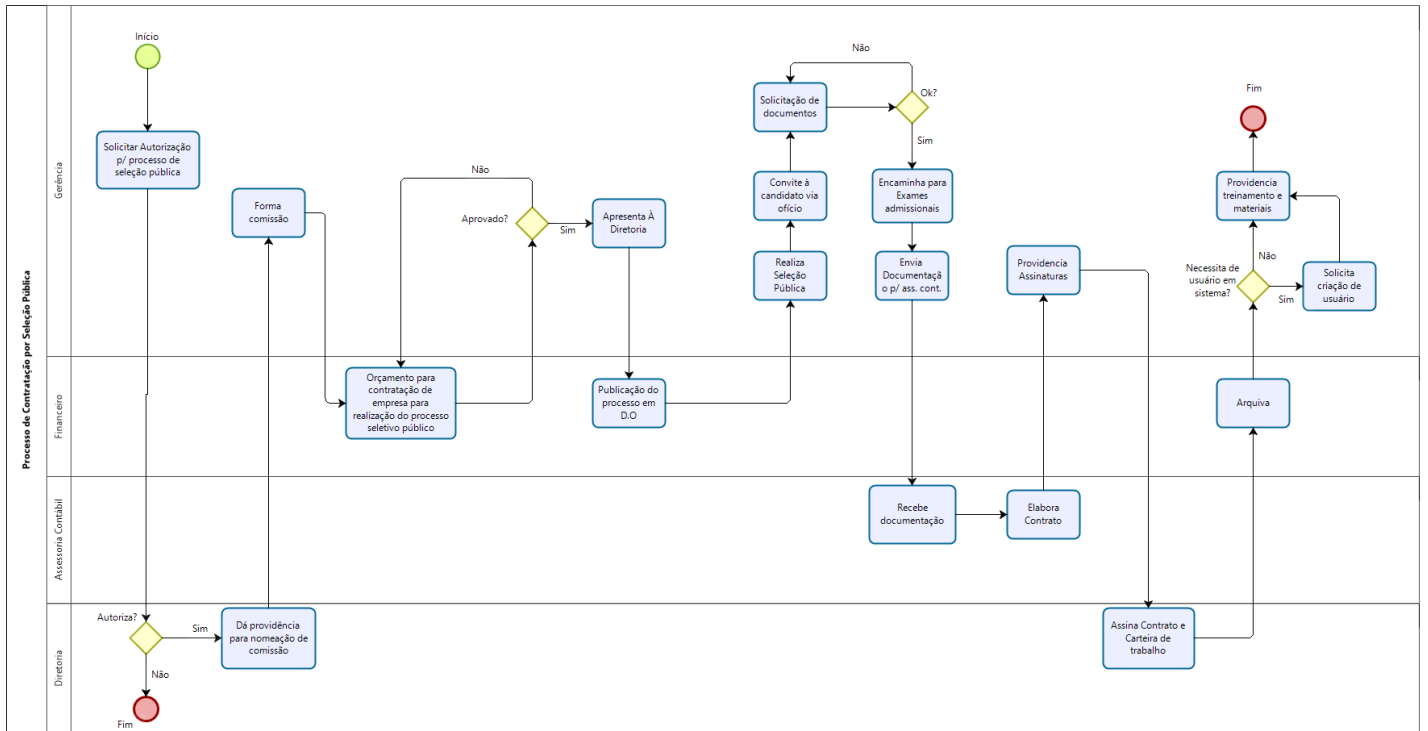 Processo de Contratação por Seleção Pública
Gerência
Início
Solicitar Autorização
p/ processo de
seleção pública
Forma
comissão
Não
Aprovado?
Sim
Apresenta À
Diretoria
Não
Solicitação de
documentos
Ok?
Sim
Convite à
candidato via
ofício
Realiza
Seleção
Pública
Encaminha para
Exames
admissionais
Envia
Documentaçã
o p/ ass. cont.
Providencia
Assinaturas
Fim
Providencia
treinamento e
materiais
Não
Necessita de
usuário em
sistema?
Sim
Solicita
criação de
usuário
Financeiro
Orçamento para
contratação de
empresa para
realização do processo
seletivo público
Publicação do
processo em
D.O
Arquiva
Assessoria Contábil
Recebe
documentação
Elabora
Contrato
Diretoria
Autoriza?
Sim
Não
Fim
Dá providência
para nomeação de
comissão
Assina Contrato e
Carteira de
trabalho